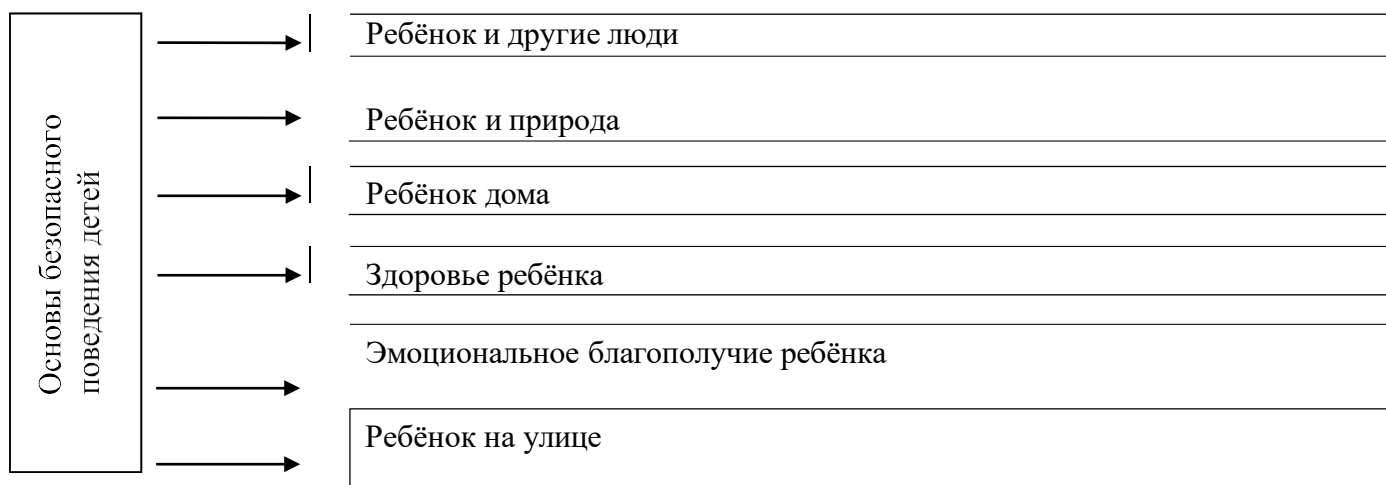 Основы безопасного
поведения детей
Ребёнок и другие люди
Ребёнок и природа
Ребёнок дома
Здоровье ребёнка
Эмоциональное благополучие ребёнка
Ребёнок на улице